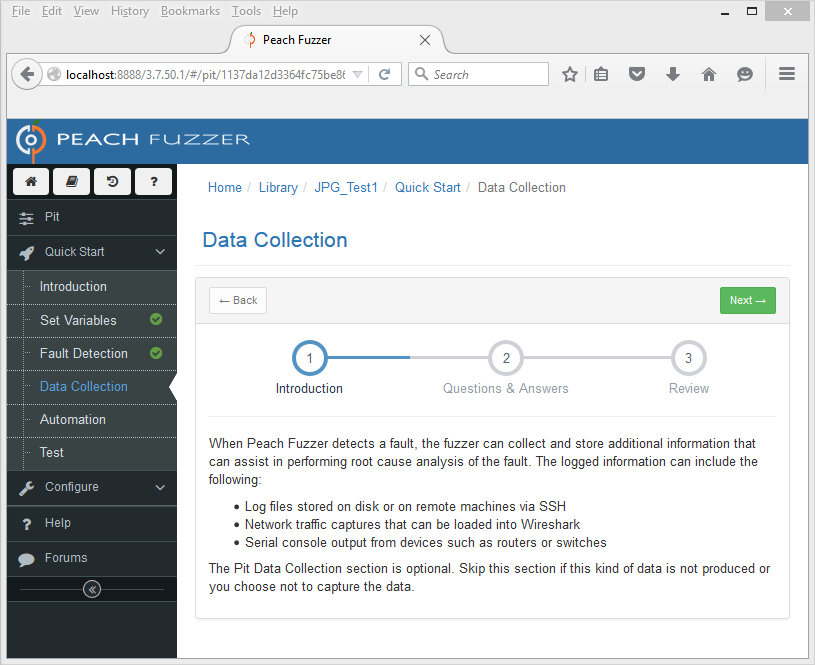 File Edit View History Bookmarks Tools Help
Peach Fuzzer
localhost:8888/3.7.50.1/#/pit/1137da12d3364fc75be86
Search
PEACH FUZZER
?
Home / Library / JPG_Test1 / Quick Start / Data Collection
Pit
Quick Start
Introduction
Set Variables
Fault Detection
Data Collection
Automation
Test
Configure
? Help
Forums
Data Collection
← Back
Next →
1 2 3
Introduction Questions & Answers Review
When Peach Fuzzer detects a fault, the fuzzer can collect and store additional information that
can assist in performing root cause analysis of the fault. The logged information can include the
following:
• Log files stored on disk or on remote machines via SSH
• Network traffic captures that can be loaded into Wireshark
• Serial console output from devices such as routers or switches
The Pit Data Collection section is optional. Skip this section if this kind of data is not produced or
you choose not to capture the data.